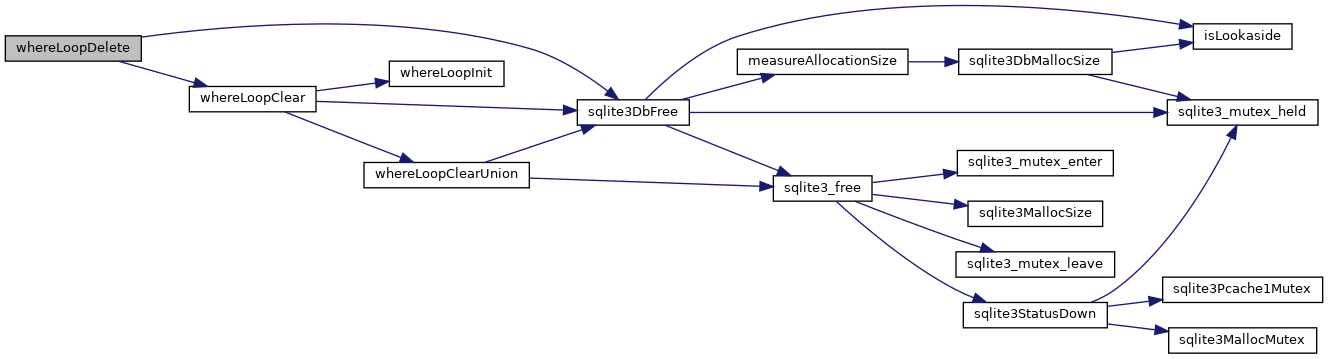 whereLoopDelete
whereLoopClear
whereLoopInit
whereLoopClearUnion
sqlite3DbFree
measureAllocationSize
sqlite3_free
sqlite3DbMallocSize
sqlite3_mutex_enter
sqlite3MallocSize
sqlite3_mutex_leave
sqlite3StatusDown
isLookaside
sqlite3_mutex_held
sqlite3Pcache1Mutex
sqlite3MallocMutex